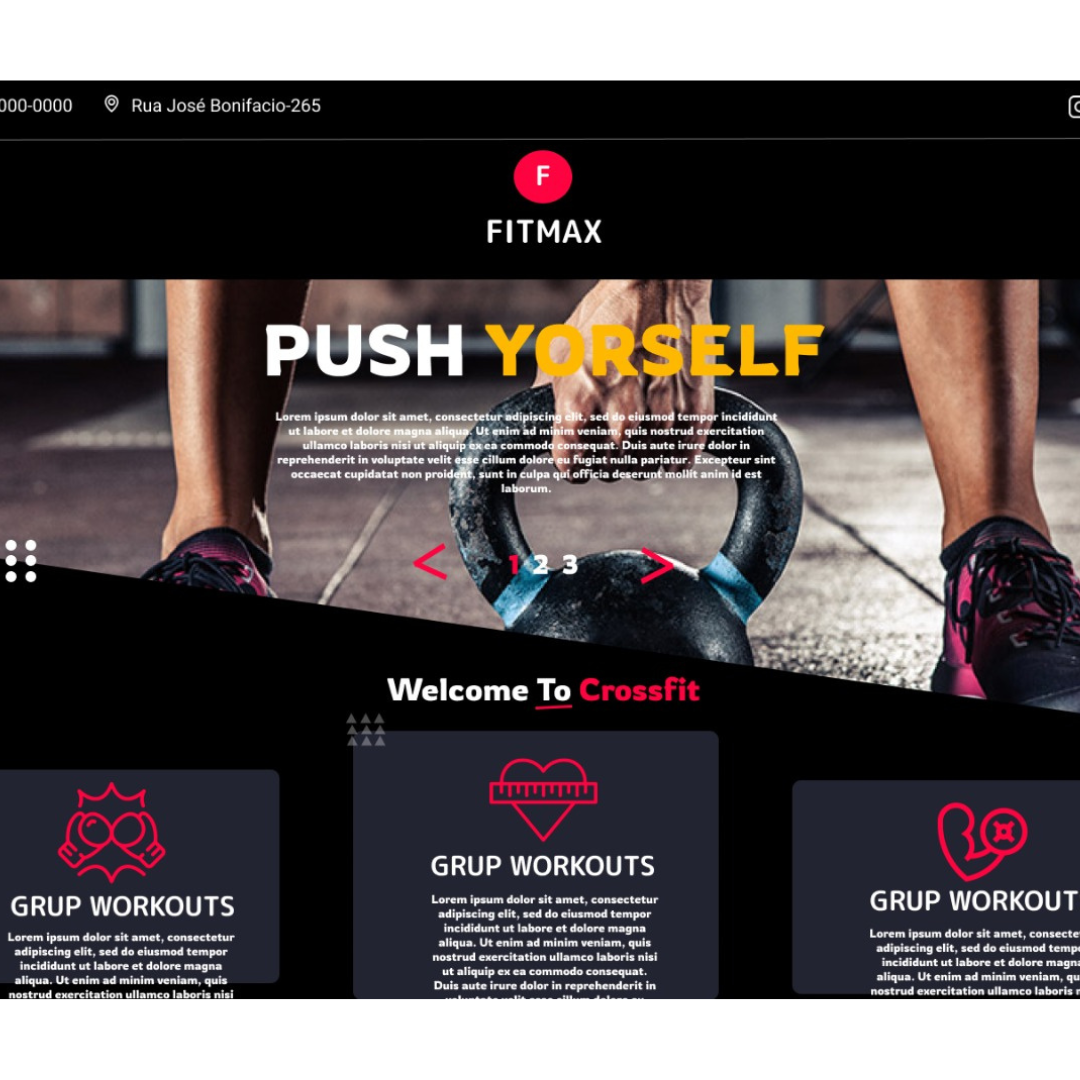 000-0000 Rua José Bonifacio-265
F
FITMAX
PUSH YORSELF
Lorem ipsum dolor sit amet, consectetur adipiscing elit, sed do eiusmod tempor incididunt
ut labore et dolore magna aliqua. Ut enim ad minim veniam, quis nostrud exercitation
ullamco laboris nisi ut aliquip ex ea commodo consequat. Duis aute irure dolor in
reprehenderit in voluptate velit esse cillum dolore eu fugiat nulla pariatur. Excepteur sint
occaecat cupidatat non proident, sunt in culpa qui officia deserunt mollit anim id est
laborum.
< 1 2 3 >
Welcome To Crossfit
GRUP WORKOUTS
Lorem ipsum dolor sit amet, consectetur
adipiscing elit, sed do eiusmod tempor
incididunt ut labore et dolore magna
aliqua. Ut enim ad minim veniam, quis
nostrud exercitation ullamco laboris nisi
GRUP WORKOUTS
Lorem ipsum dolor sit amet, consectetur
adipiscing elit, sed do eiusmod tempor
incididunt ut labore et dolore magna
aliqua. Ut enim ad minim veniam, quis
nostrud exercitation ullamco laboris nisi
ut aliquip ex ea commodo consequat.
Duis aute irure dolor in reprehenderit in
GRUP WORKOUT
Lorem ipsum dolor sit amet,
adipiscing elit, sed do eiusmod
incididunt ut labore et dolore
aliqua. Ut enim ad minim veniam,
nostrud exercitation ullamco laboris